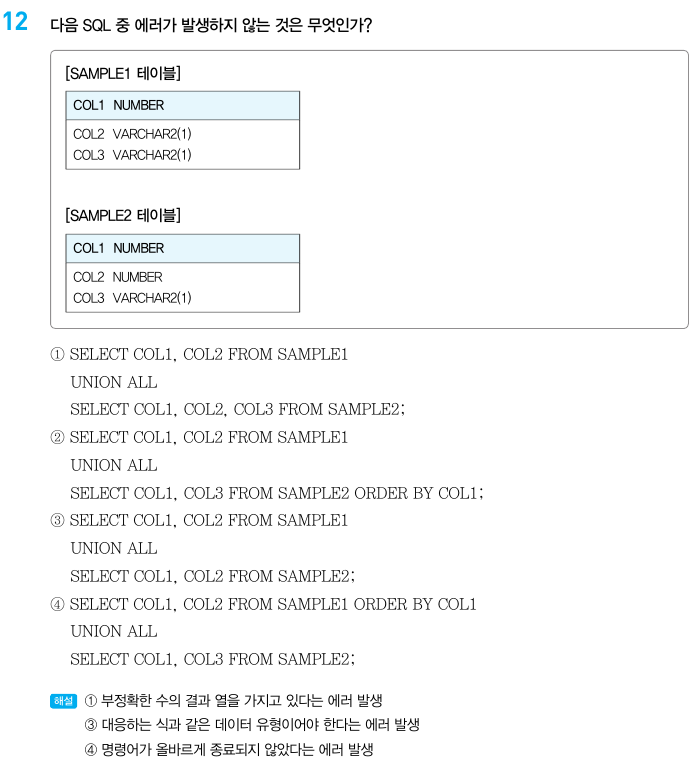 12 다음 SQL 중 에러가 발생하지 않는 것은 무엇인가?
[SAMPLE1 테이블]
COL1 NUMBER
COL2 VARCHAR2(1)
COL3 VARCHAR2(1)
[SAMPLE2 테이블]
COL1 NUMBER
COL2 NUMBER
COL3 VARCHAR2(1)
① SELECT COL1, COL2 FROM SAMPLE1
UNION ALL
SELECT COL1, COL2, COL3 FROM SAMPLE2;
② SELECT COL1, COL2 FROM SAMPLE1
UNION ALL
SELECT COL1, COL3 FROM SAMPLE2 ORDER BY COL1;
③ SELECT COL1, COL2 FROM SAMPLE1
UNION ALL
SELECT COL1, COL2 FROM SAMPLE2;
④ SELECT COL1, COL2 FROM SAMPLE1 ORDER BY COL1
UNION ALL
SELECT COL1, COL3 FROM SAMPLE2;
해설 ① 부정확한 수의 결과 열을 가지고 있다는 에러 발생
③ 대응하는 식과 같은 데이터 유형이어야 한다는 에러 발생
④ 명령어가 올바르게 종료되지 않았다는 에러 발생